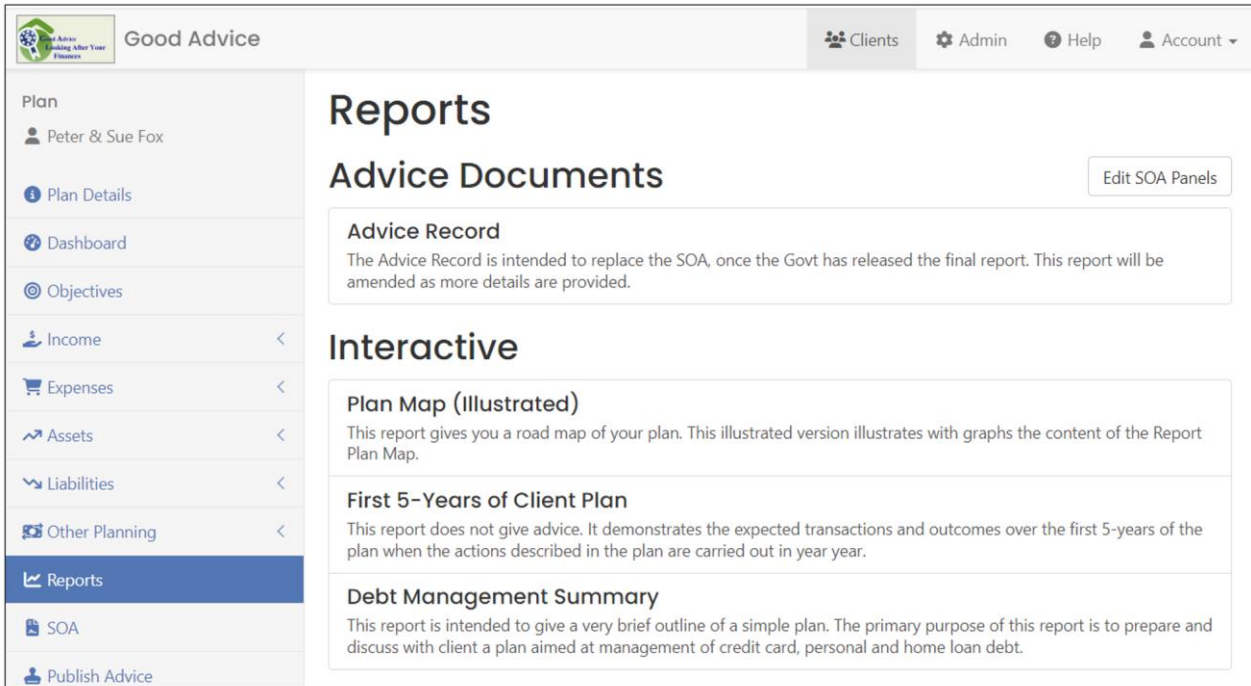 Good Advice
Looking After Your
Finances
Good Advice
Clients
Admin
Help
Account
Plan
Peter & Sue Fox
Plan Details
Dashboard
Objectives
Income
Expenses
Assets
Liabilities
Other Planning
Reports
SOA
Publish Advice
Reports
Advice Documents
Edit SOA Panels
Advice Record
The Advice Record is intended to replace the SOA, once the Govt has released the final report. This report will be
amended as more details are provided.
Interactive
Plan Map (Illustrated)
This report gives you a road map of your plan. This illustrated version illustrates with graphs the content of the Report
Plan Map.
First 5-Years of Client Plan
This report does not give advice. It demonstrates the expected transactions and outcomes over the first 5-years of the
plan when the actions described in the plan are carried out in year year.
Debt Management Summary
This report is intended to give a very brief outline of a simple plan. The primary purpose of this report is to prepare and
discuss with client a plan aimed at management of credit card, personal and home loan debt.